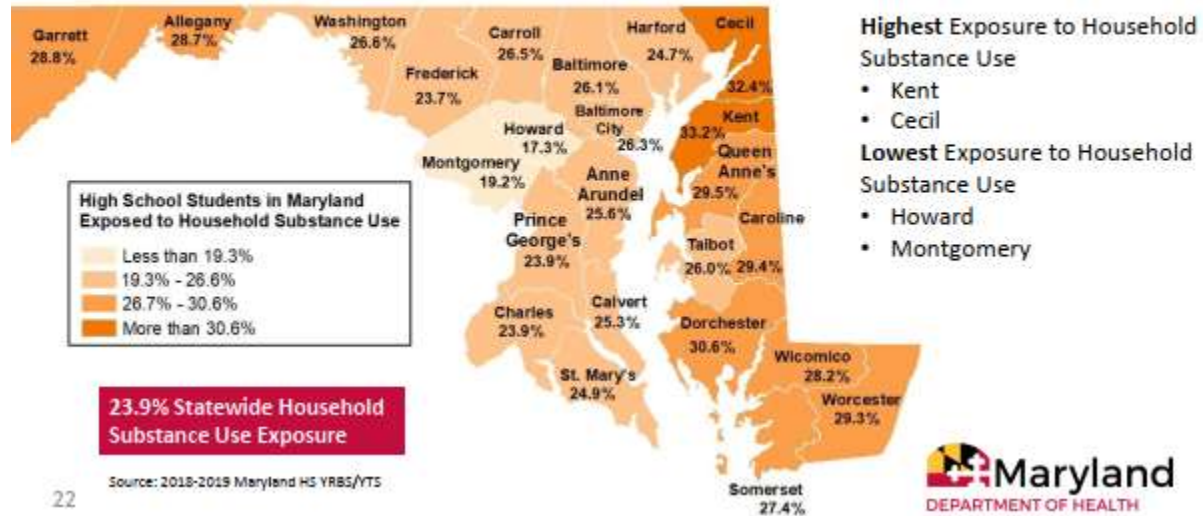 Garrett
28.8%
Allegany
28.7%
Washington
26.6%
Frederick
23.7%
Carroll
26.5%
Baltimore
26.1%
Baltimore
City
26.3%
Harford
24.7%
Cecil
32.4%
Kent
33.2%
Queen
Anne's
29.5%
Howard
17.3%
Montgomery
19.2%
Anne
Arundel
25.6%
Prince
George's
23.9%
Caroline
29.4%
Talbot
26.0%
Charles
23.9%
Calvert
25.3%
St. Mary's
24.9%
Dorchester
30.6%
Wicomico
28.2%
Worcester
29.3%
Somerset
27.4%
High School Students in Maryland
Exposed to Household Substance Use
Less than 19.3%
19.3% - 26.6%
26.7% - 30.6%
More than 30.6%
23.9% Statewide Household
Substance Use Exposure
Source: 2018-2019 Maryland HS YRBS/YTS
22
Highest Exposure to Household
Substance Use
• Kent
• Cecil
Lowest Exposure to Household
Substance Use
• Howard
• Montgomery
Maryland
DEPARTMENT OF HEALTH